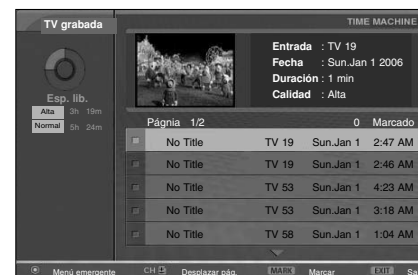 TV grabada
TIME MACHINE
Entrada : TV 19
Fecha : Sun.Jan 1 2006
Duración : 1 min
Calidad : Alta
Esp. lib.
Alta 3h 19m
Normal 5h 24m
Págnia 1/2 0 Marcado
No Title TV 19 Sun.Jan 1 2:47 AM
No Title TV 19 Sun.Jan 1 2:46 AM
No Title TV 53 Sun.Jan 1 4:23 AM
No Title TV 53 Sun.Jan 1 3:18 AM
No Title TV 58 Sun.Jan 1 1:04 AM
Menú emergente CH Desplazar pág. MARK Marcar EXIT Sa